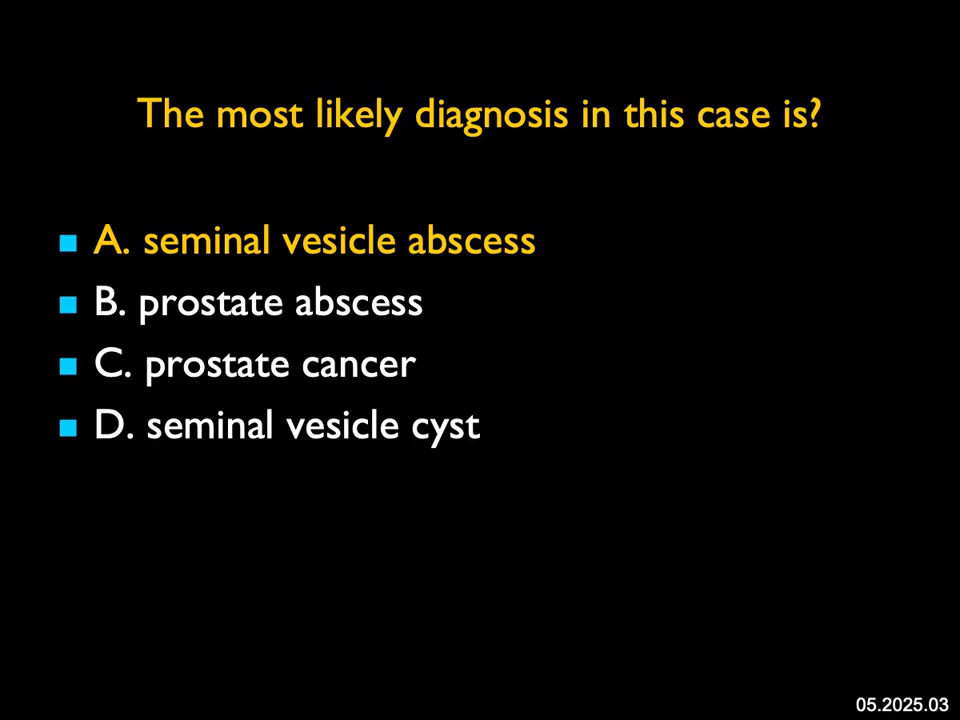 The most likely diagnosis in this case is?
A. seminal vesicle abscess
B. prostate abscess
C. prostate cancer
D. seminal vesicle cyst
05.2025.03